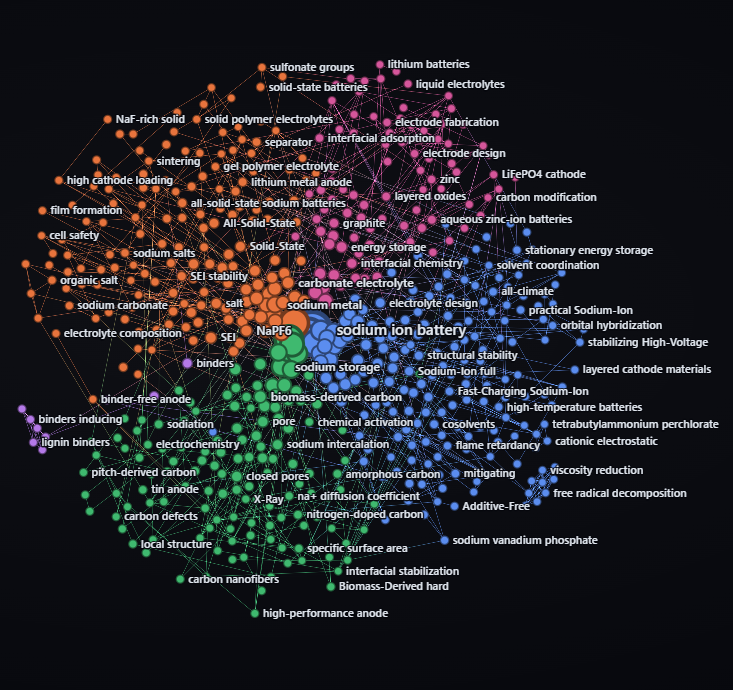 lithium batteries
sulfonate groups
liquid electrolytes
solid-state batteries
NaF-rich solid
solid polymer electrolytes
electrode fabrication
interfacial adsorption
separator
electrode design
sintering
gel polymer electrolyte
LiFePO4 cathode
high cathode loading
lithium metal anode
zinc
layered oxides
carbon modification
all-solid-state sodium batteries
film formation
aqueous zinc-ion batteries
All-Solid-State
graphite
cell safety
Solid-State
energy storage
stationary energy storage
sodium salts
interfacial chemistry
solvent coordination
SEI stability
organic salt
carbonate electrolyte
all-climate
sodium carbonate
salt
sodium metal
electrolyte design
practical Sodium-Ion
orbital hybridization
electrolyte composition
SEI
NaPF6
sodium ion battery
stabilizing High-Voltage
structural stability
binders
sodium storage
Sodium-Ion full
layered cathode materials
Fast-Charging Sodium-Ion
binder-free anode
biomass-derived carbon
high-temperature batteries
binders inducing
sodiation
pore
chemical activation
cosolvents
tetrabutylammonium perchlorate
lignin binders
electrochemistry
sodium intercalation
flame retardancy
cationic electrostatic
pitch-derived carbon
closed pores
amorphous carbon
mitigating
viscosity reduction
tin anode
X-Ray
na+ diffusion coefficient
free radical decomposition
carbon defects
nitrogen-doped carbon
Additive-Free
local structure
specific surface area
sodium vanadium phosphate
carbon nanofibers
interfacial stabilization
Biomass-Derived hard
high-performance anode